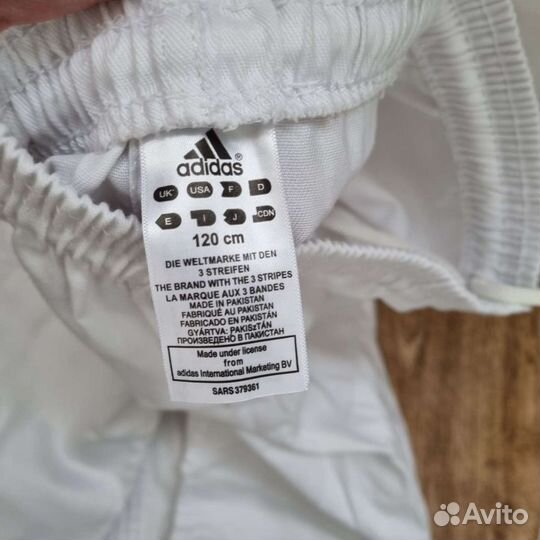 adidas®
UK USA F D
E I J CDN
120 cm
DIE WELTMARKE MIT DEN
3 STREIFEN
THE BRAND WITH THE 3 STRIPES
LA MARQUE AUX 3 BANDES
MADE IN PAKISTAN
FABRIQUÉ AU PAKISTAN
FABRICADO EN PAKISTÁN
GYÁRTVA: PAKISzTÁN
ПРОИЗВЕДЕНО В ПАКИСТАН
Made under license
from
adidas International Marketing BV
SARS 379361
Avito